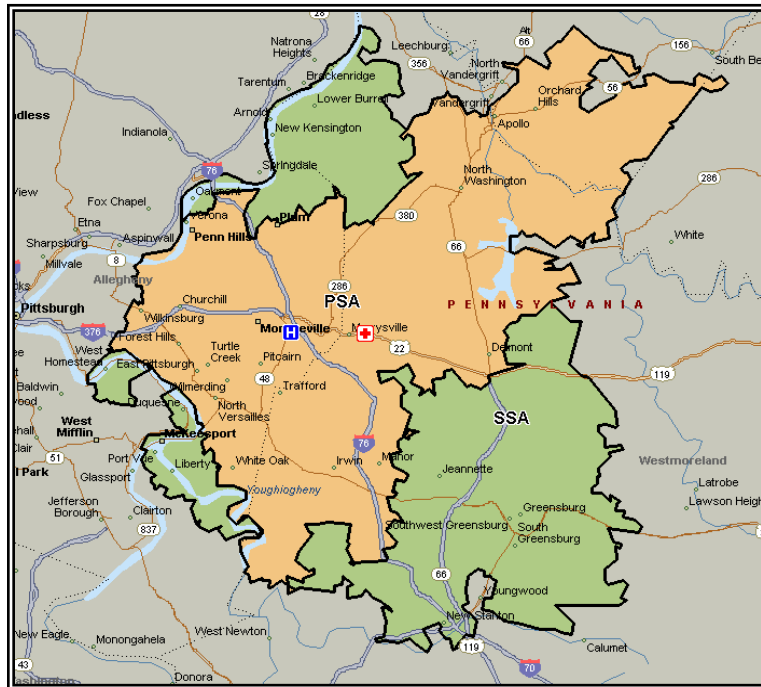 28
Natrona
Heights
Leechburg
Alt
66
156
South Be
356
North
Vandergrift
Tarentum
Brackenridge
Vandergrift
Orchard
Hills
56
Lower Burrell
Arnold
Apollo
ndless
Indianola
New Kensington
76
Springdale
North
Washington
View
Oakmont
286
Fox Chapel
Verona
Plum
380
Etna
Penn Hills
White
Sharpsburg
Aspinwall
8
66
Millvale
Allegheny
286
PSA
PENNSYLVANIA
Churchill
Pittsburgh
Wilkinsburg
Monroeville
H
Murrysville
376
Forest Hills
22
West
Homestead
Turtle
Creek
Delmont
East Pittsburgh
Pitcairn
119
Baldwin
Wilmerding
48
Trafford
Duquesne
North
Versailles
SSA
West
Mifflin
McKeesport
76
51
Port Vue
White Oak
Irwin
Manor
Westmoreland
l Park
Glassport
Liberty
Jeannette
Latrobe
Youghiogheny
Jefferson
Borough
Clairton
Greensburg
Lawson Heigh
837
Southwest Greensburg
South
Greensburg
66
Youngwood
New Eagle
West Newton
New Stanton
Monongahela
119
Calumet
43
Donora
70
Washington